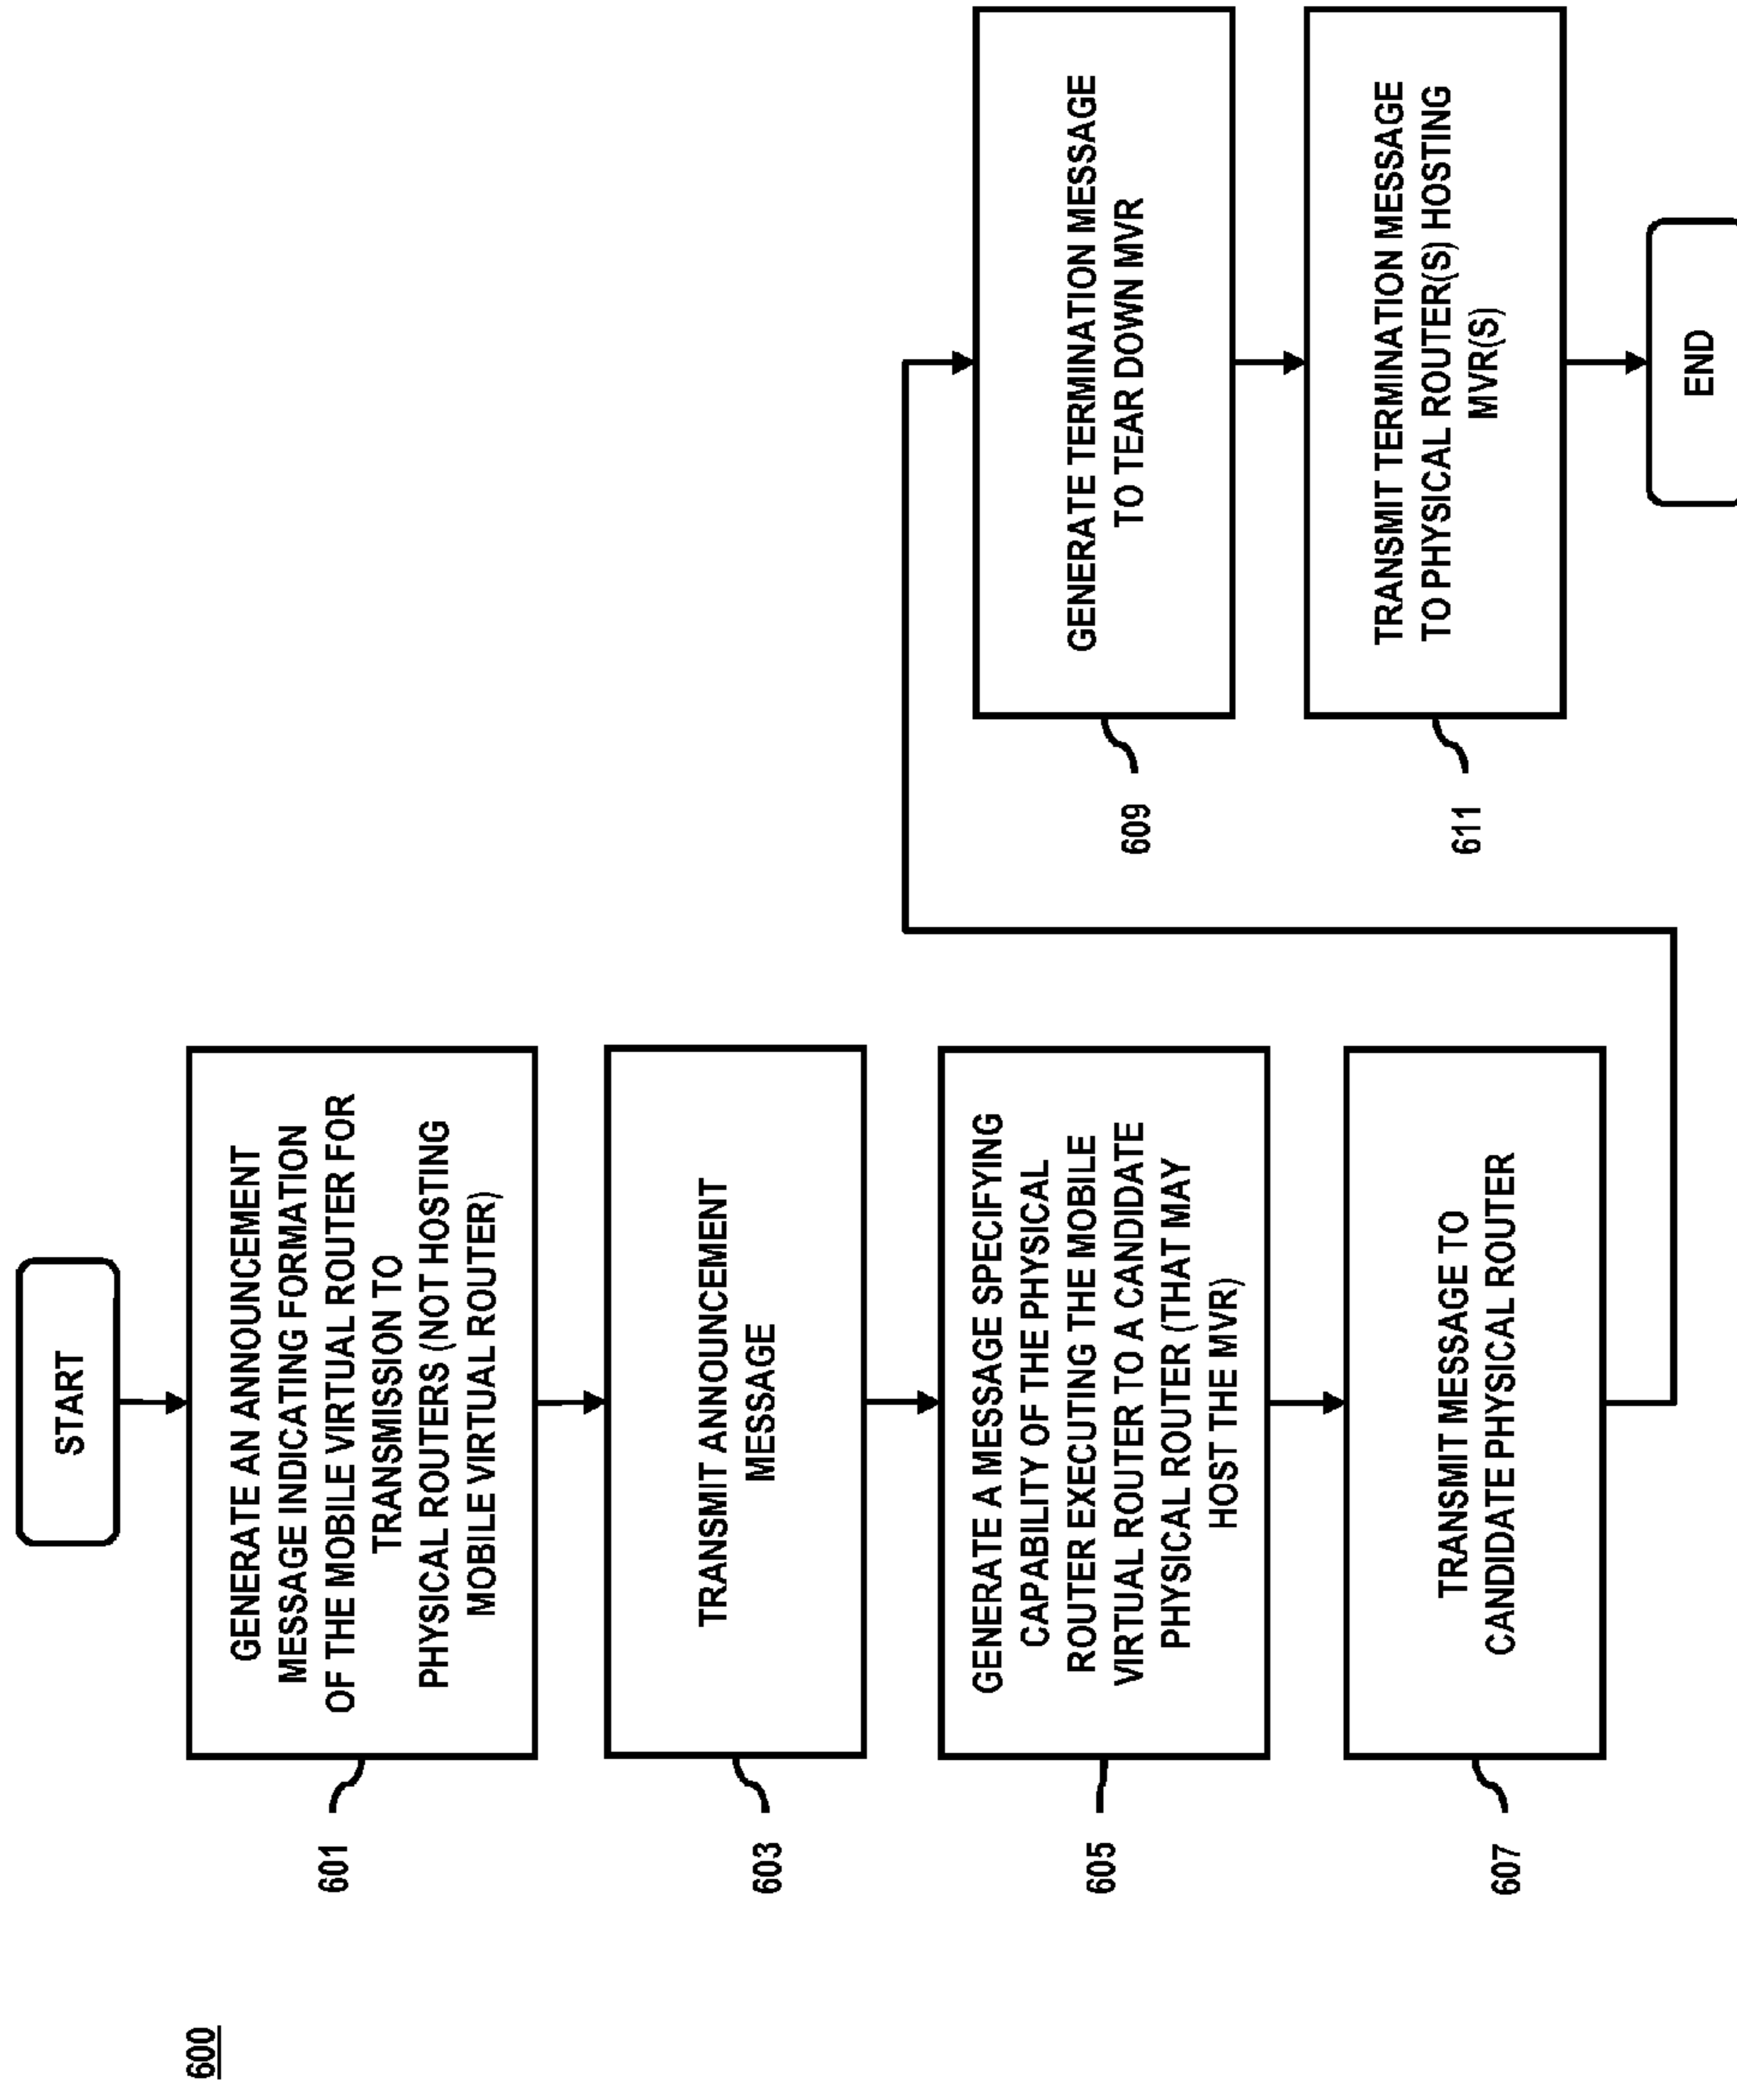 600
START
601
GENERATE AN ANNOUNCEMENT
MESSAGE INDICATING FORMATION
OF THE MOBILE VIRTUAL ROUTER FOR
TRANSMISSION TO
PHYSICAL ROUTERS (NOT HOSTING
MOBILE VIRTUAL ROUTER)
603
TRANSMIT ANNOUNCEMENT
MESSAGE
605
GENERATE A MESSAGE SPECIFYING
CAPABILITY OF THE PHYSICAL
ROUTER EXECUTING THE MOBILE
VIRTUAL ROUTER TO A CANDIDATE
PHYSICAL ROUTER (THAT MAY
HOST THE MVR)
607
TRANSMIT MESSAGE TO
CANDIDATE PHYSICAL ROUTER
609
GENERATE TERMINATION MESSAGE
TO TEAR DOWN MVR
611
TRANSMIT TERMINATION MESSAGE
TO PHYSICAL ROUTER(S) HOSTING
MVR(S)
END